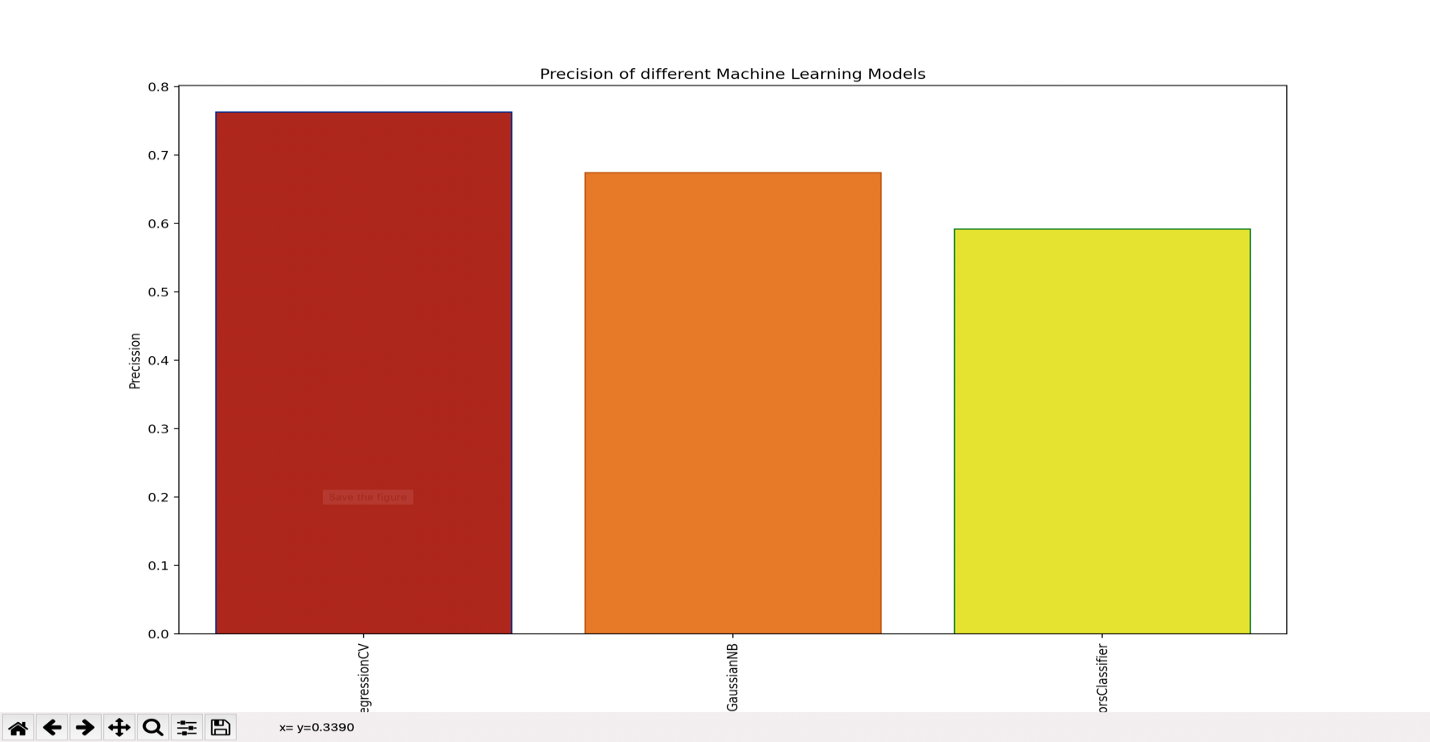 Precision of different Machine Learning Models
0.8
0.7
0.6
0.5
0.4
0.3
0.2
0.1
0.0
Precission
Save the figure
egressionCV
GaussianNB
orsClassifier
x= y=0.3390